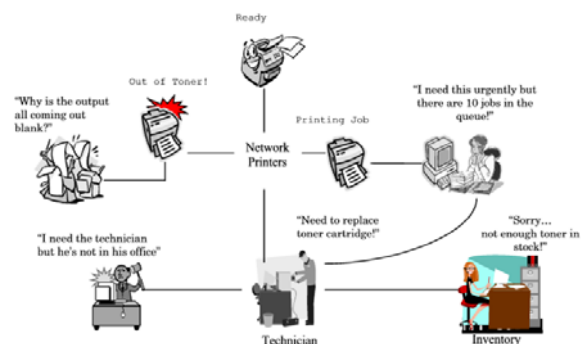 Ready
Out of Toner!
"Why is the output
all coming out
blank?"
"I need this urgently but
there are 10 jobs in the
queue!"
Printing Job
Network
Printers
"I need the technician
but he's not in his office"
"Need to replace
toner cartridge!"
"Sorry...
not enough toner in
stock!"
Technician
Inventory